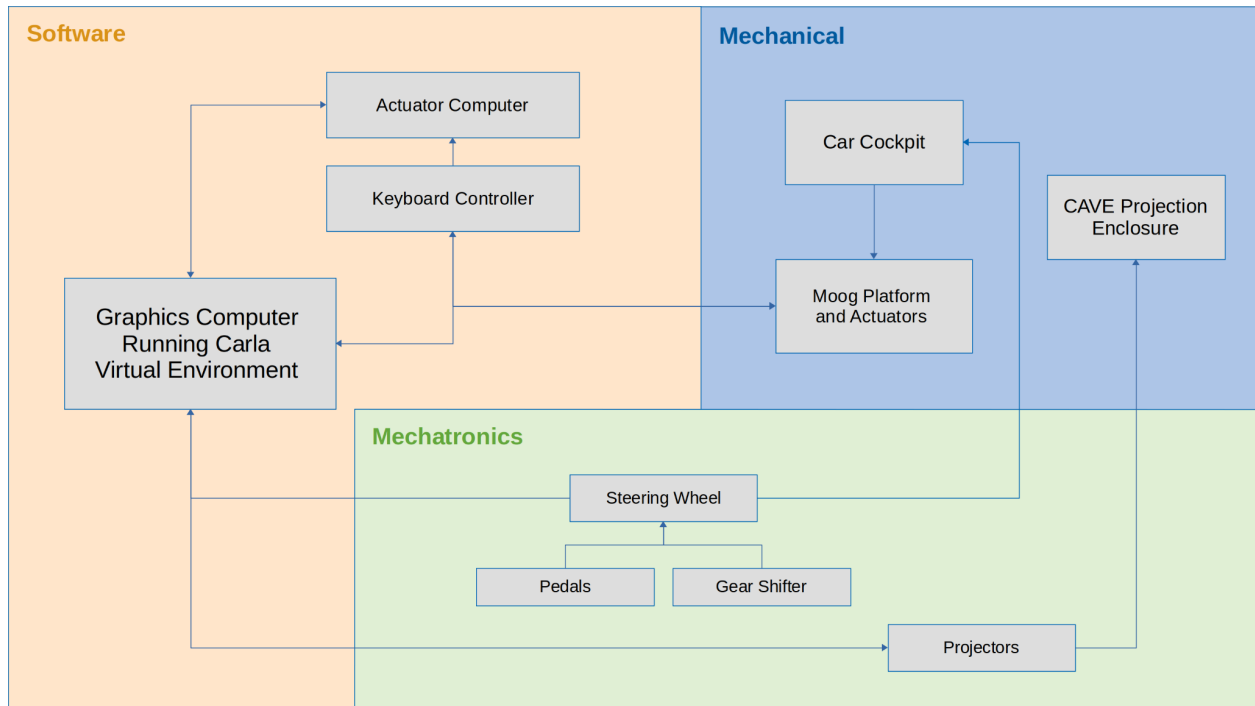 Software
Mechanical
Actuator Computer
Car Cockpit
Keyboard Controller
CAVE Projection
Enclosure
Graphics Computer
Running Carla
Virtual Environment
Moog Platform
and Actuators
Mechatronics
Steering Wheel
Pedals
Gear Shifter
Projectors